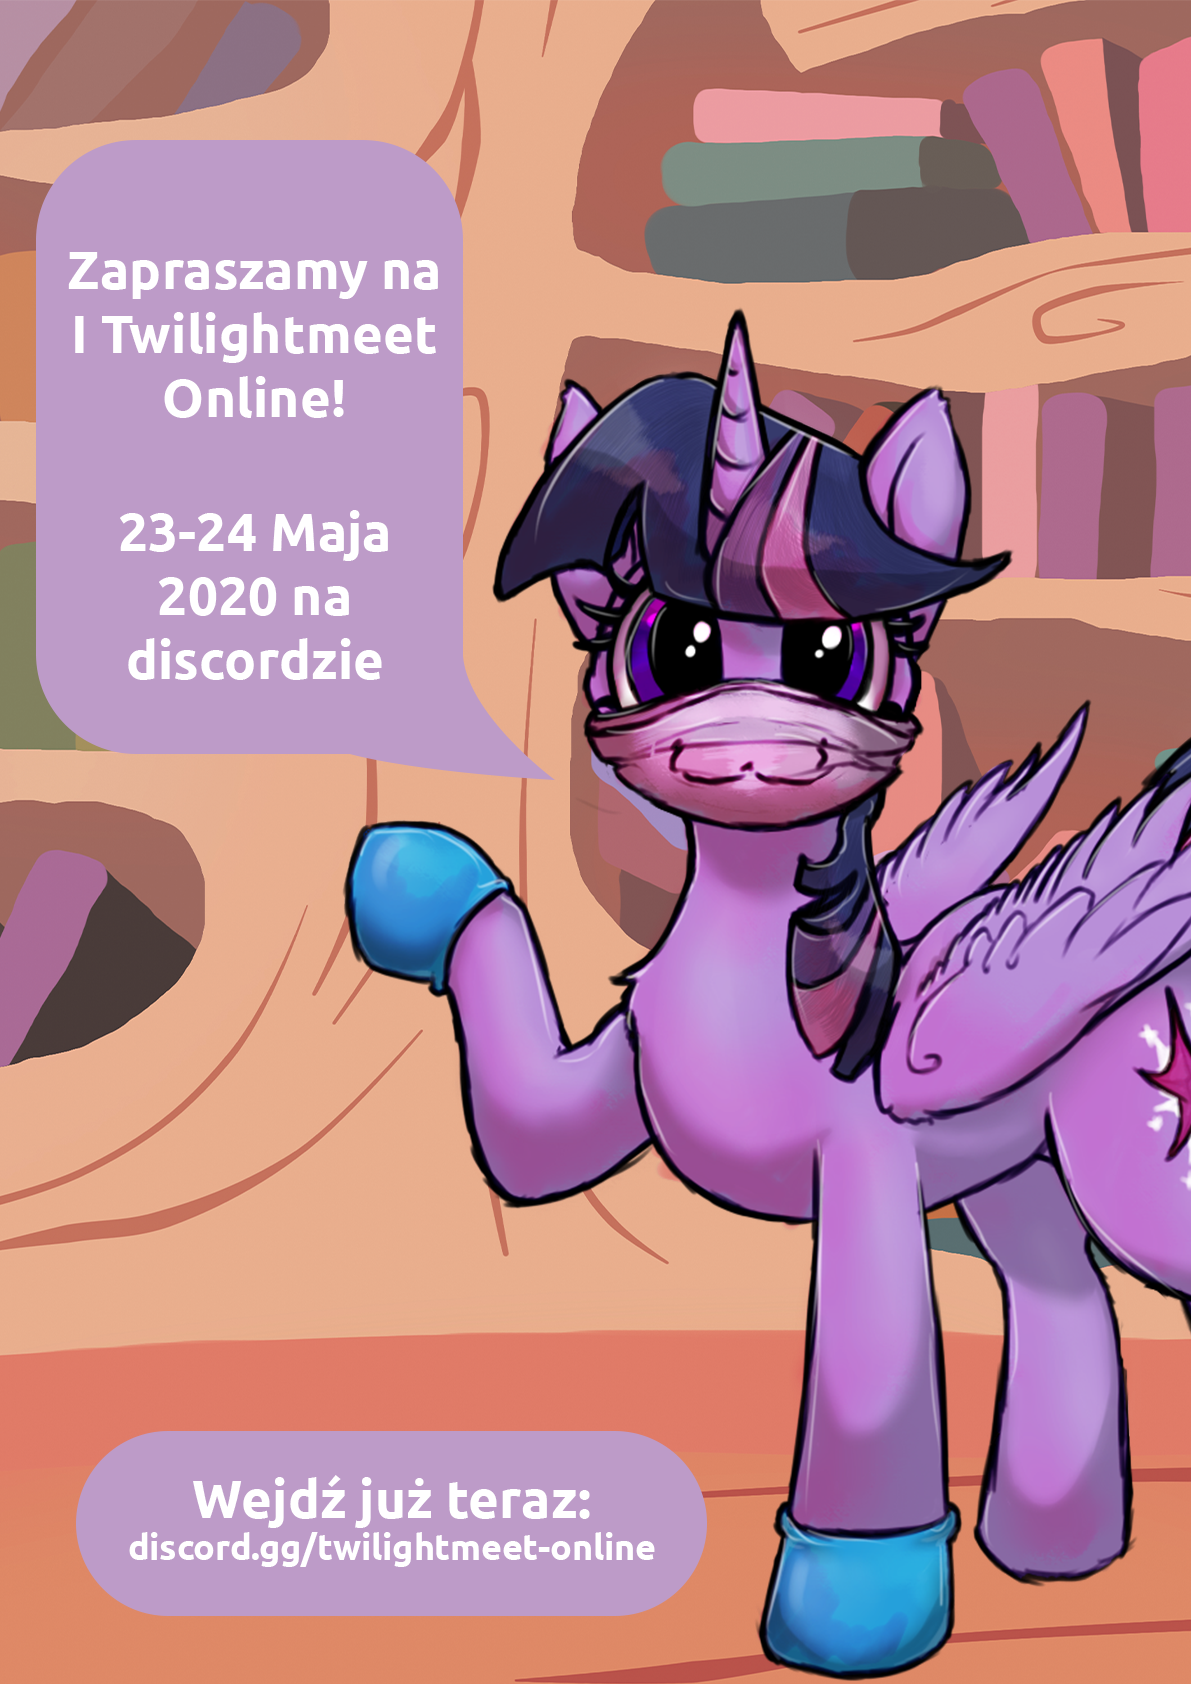 Zapraszamy na
I Twilightmeet
Online!
23-24 Maja
2020 na
discordzie
Wejdź już teraz:
discord.gg/twilightmeet-online